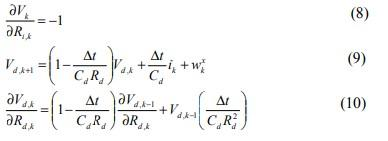 ∂V_k/∂R_{i,k} = −1 (8)
V_{d,k+1} = (1 − Δt/(C_d R_d)) V_{d,k} + (Δt/C_d) i_k + w_k^x (9)
∂V_{d,k}/∂R_{d,k} = (1 − Δt/(C_d R_d)) ∂V_{d,k−1}/∂R_{d,k} + V_{d,k−1} (Δt/(C_d R_d^2)) (10)